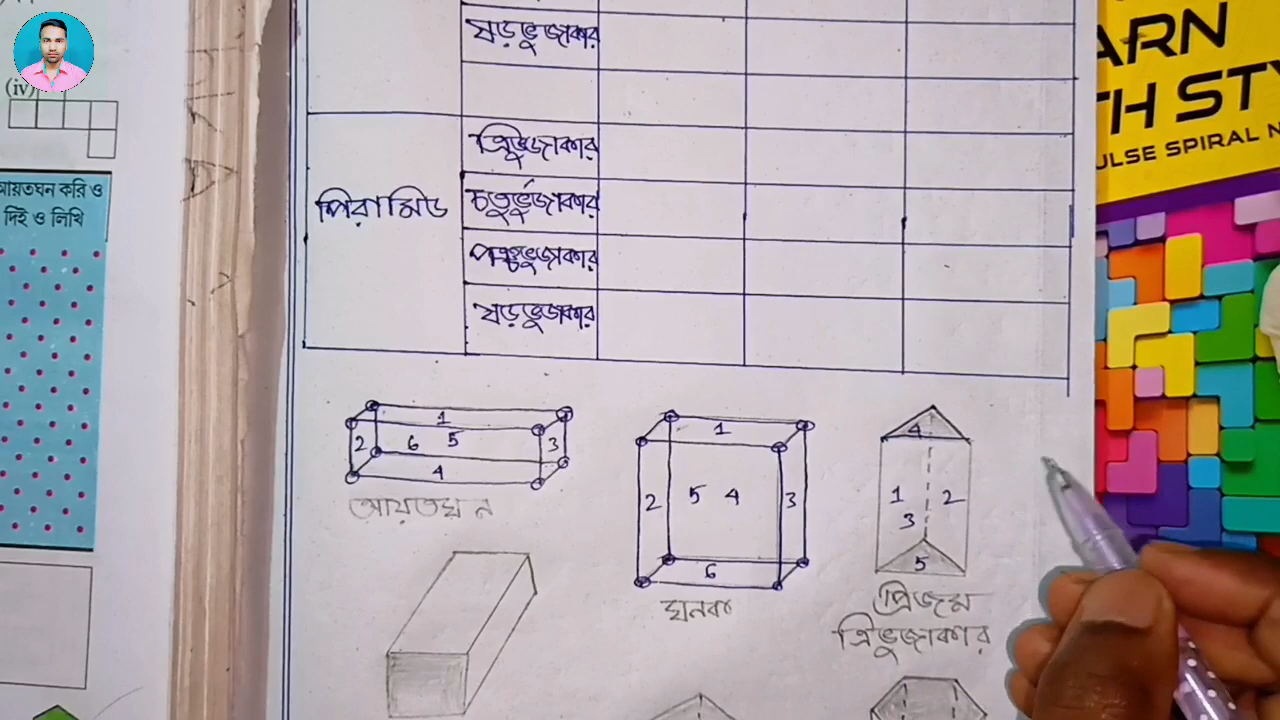 (iv)
আয়তঘন করি ও
দিই ও লিখি
ষড়ভুজাকার
ত্রিভুজাকার
পিরামিড
চতুর্ভুজাকার
পঞ্চভুজাকার
ষড়ভুজাকার
1
2 6 5 3
4
আয়তঘন
1
2 5 4 3
6
ঘনক
4
1 2
3
5
প্রিজম
ত্রিভুজাকার
ARN
TH STY
ULSE SPIRAL N